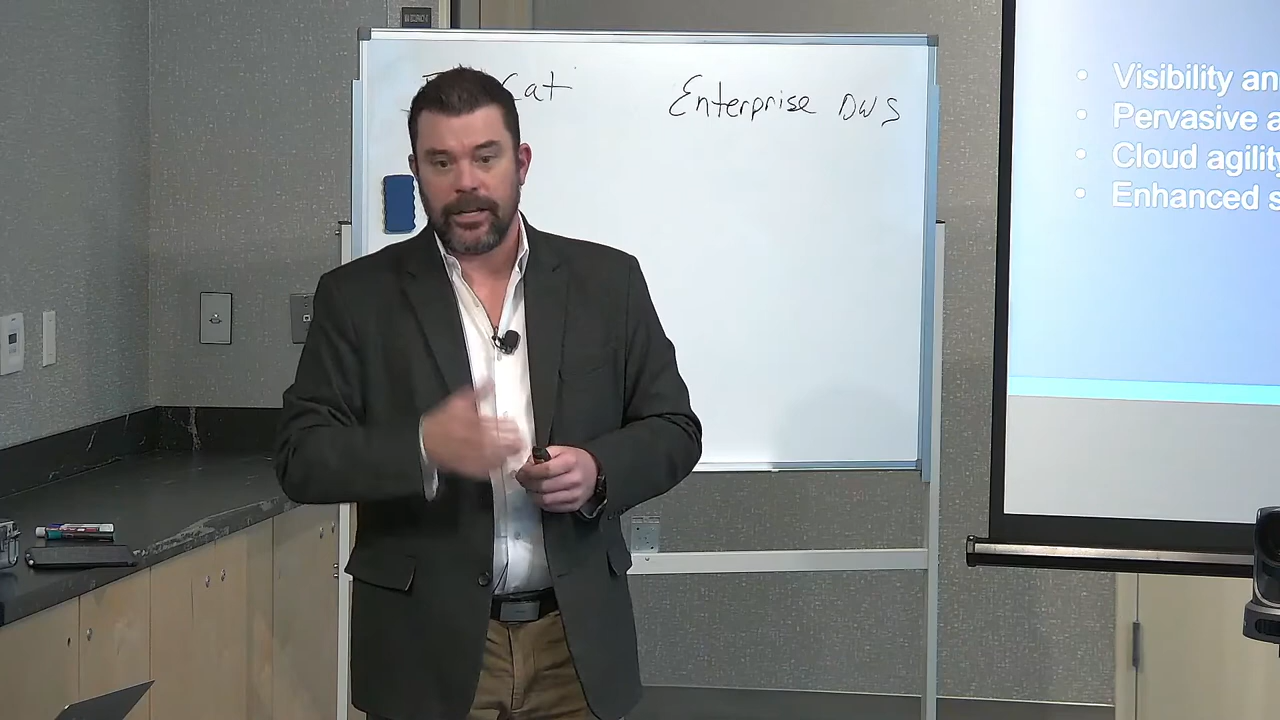 Cat
Enterprise DWS
• Visibility an
• Pervasive a
• Cloud agility
• Enhanced s